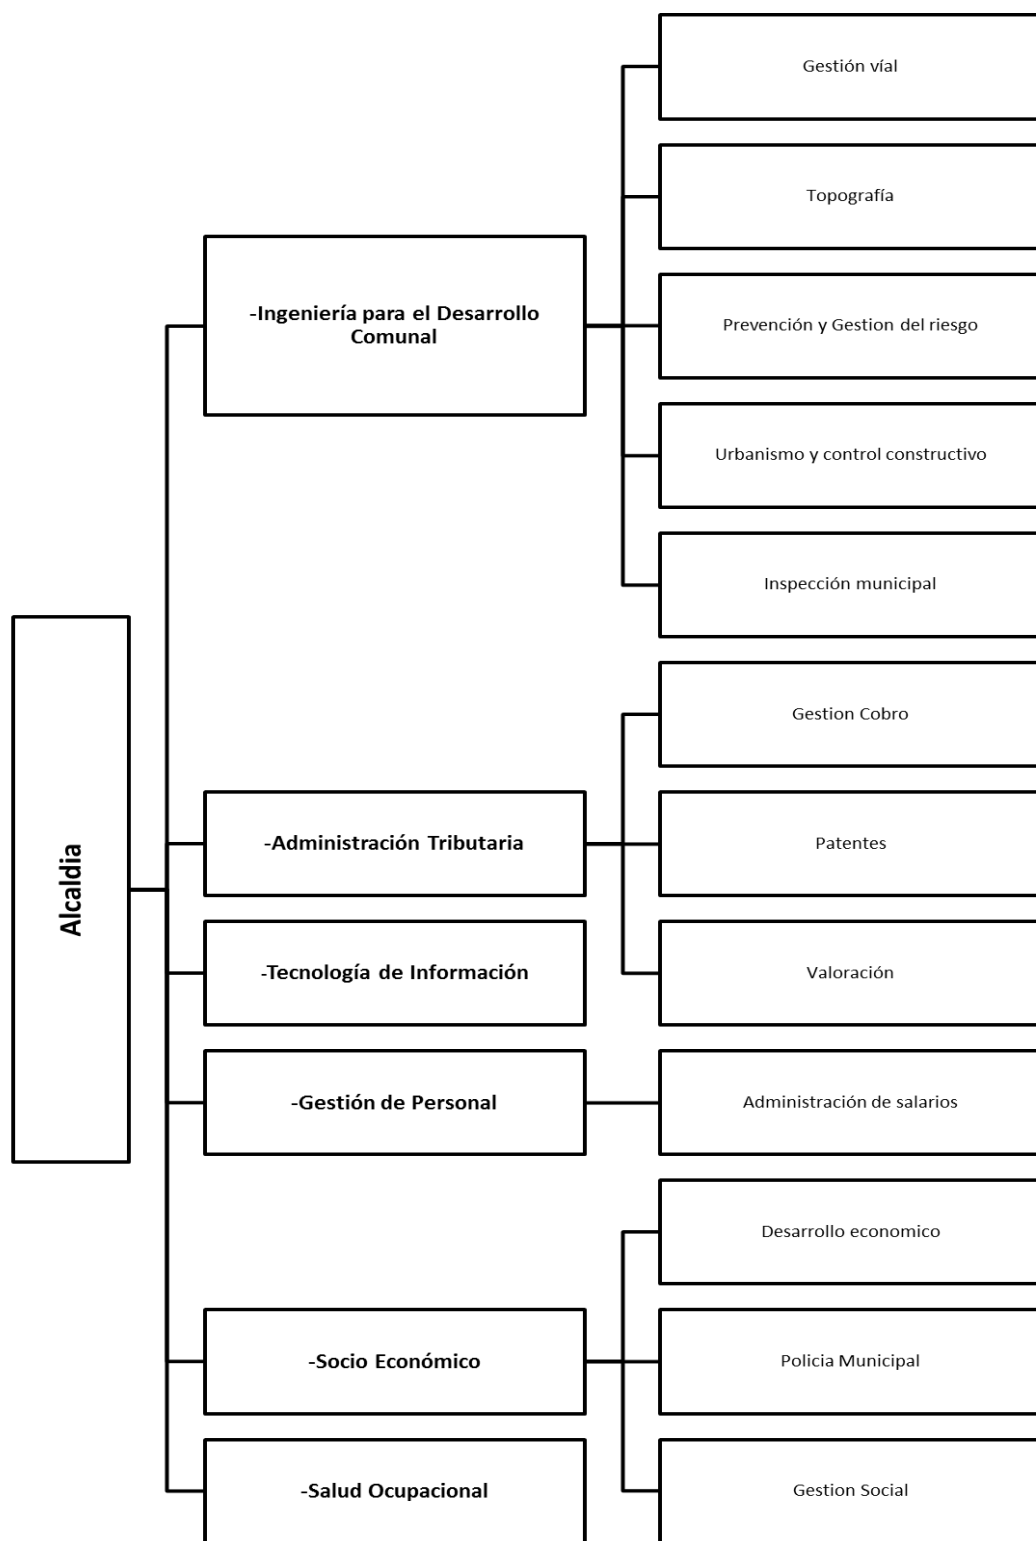 Alcaldia
-Ingeniería para el Desarrollo
Comunal
Gestión víal
Topografía
Prevención y Gestion del riesgo
Urbanismo y control constructivo
Inspección municipal
-Administración Tributaria
Gestion Cobro
Patentes
Valoración
-Tecnología de Información
-Gestión de Personal
Administración de salarios
-Socio Económico
Desarrollo economico
Policia Municipal
Gestion Social
-Salud Ocupacional